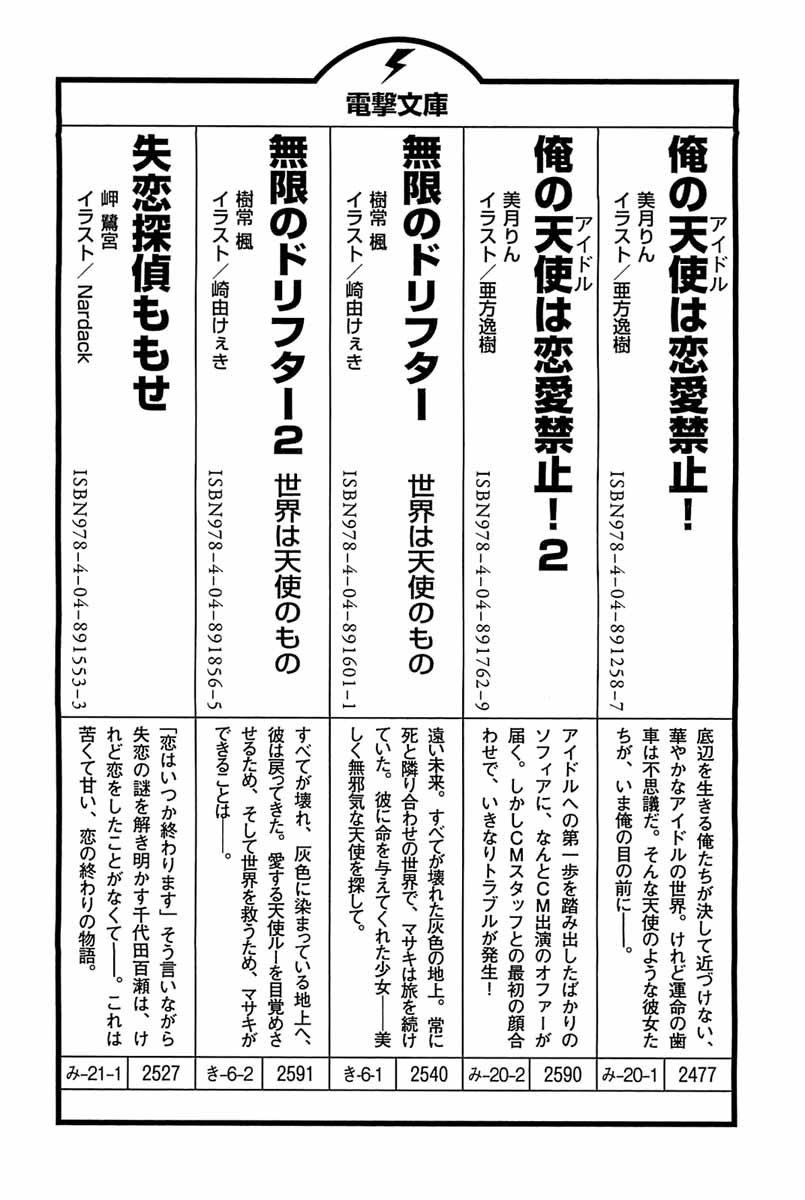 電撃文庫
俺の天使は恋愛禁止！
アイドル
美月りん
イラスト／亜方逸樹
ISBN978-4-04-891258-7
底辺を生きる俺たちが決して近づけない、
華やかなアイドルの世界。けれど運命の歯
車は不思議だ。そんな天使のような彼女た
ちが、いま俺の目の前に――。
み-20-1
2477
俺の天使は恋愛禁止！2
アイドル
美月りん
イラスト／亜方逸樹
ISBN978-4-04-891762-9
アイドルへの第一歩を踏み出したばかりの
ソフィアに、なんとCM出演のオファーが
届く。しかしCMスタッフとの最初の顔合
わせで、いきなりトラブルが発生！
み-20-2
2590
無限のドリフター 世界は天使のもの
樹常 楓
イラスト／崎由けぇき
ISBN978-4-04-891601-1
遠い未来。すべてが壊れた灰色の地上。常に
死と隣り合わせの世界で、マサキは旅を続け
ていた。彼に命を与えてくれた少女――美
しく無邪気な天使を探して。
き-6-1
2540
無限のドリフター2 世界は天使のもの
樹常 楓
イラスト／崎由けぇき
ISBN978-4-04-891856-5
すべてが壊れ、灰色に染まっている地上へ、
彼は戻ってきた。愛する天使ルーを目覚めさ
せるため、そして世界を救うため、マサキが
できることは――。
き-6-2
2591
失恋探偵ももせ
岬 鷺宮
イラスト／Nardack
ISBN978-4-04-891553-3
「恋はいつか終わります」そう言いながら
失恋の謎を解き明かす千代田百瀬は、け
れど恋をしたことがなくて――。これは
苦くて甘い、恋の終わりの物語。
み-21-1
2527